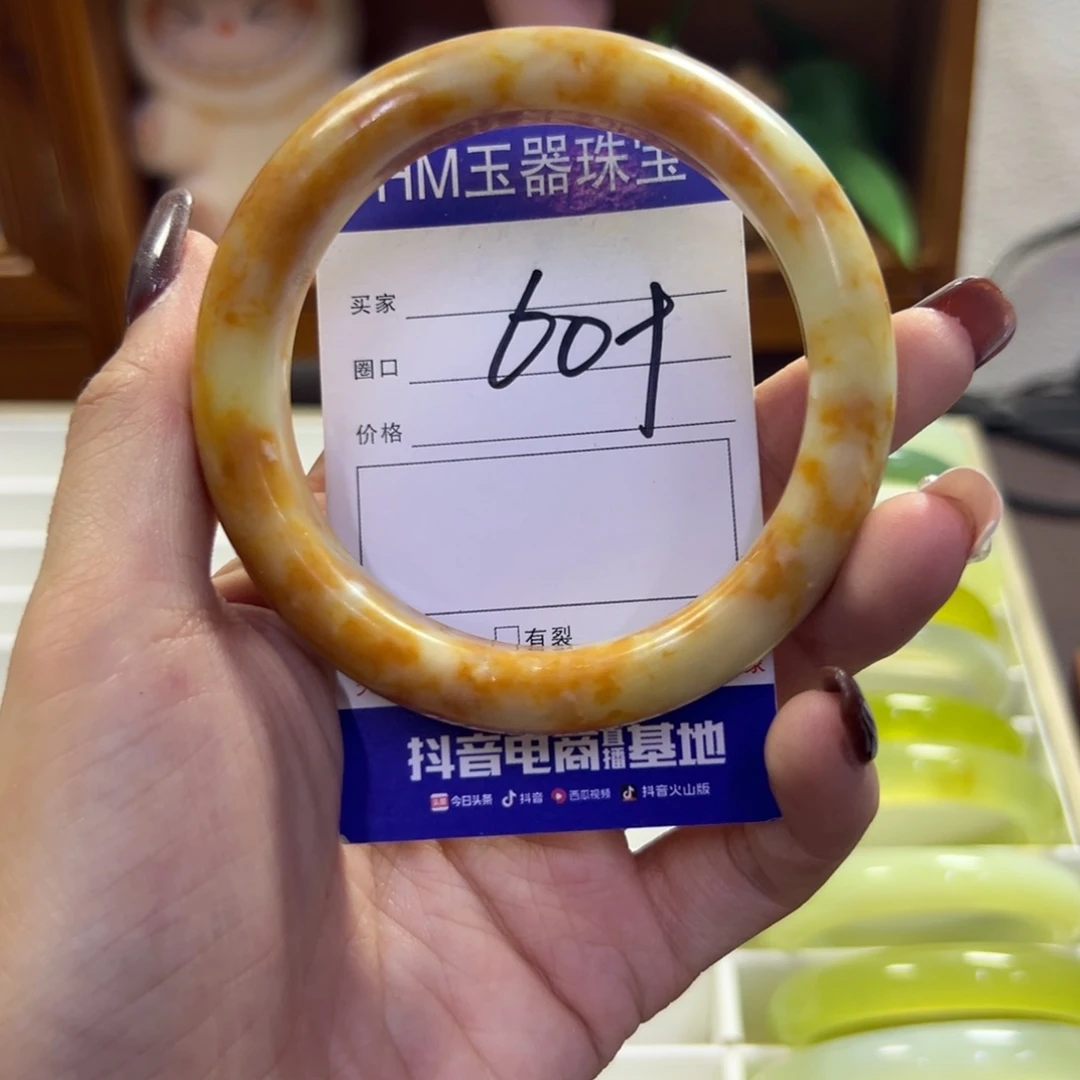 HM玉器珠宝
买家
圈口
价格
609
□有裂
抖音电商直播基地
今日头条 抖音 西瓜视频 抖音火山版